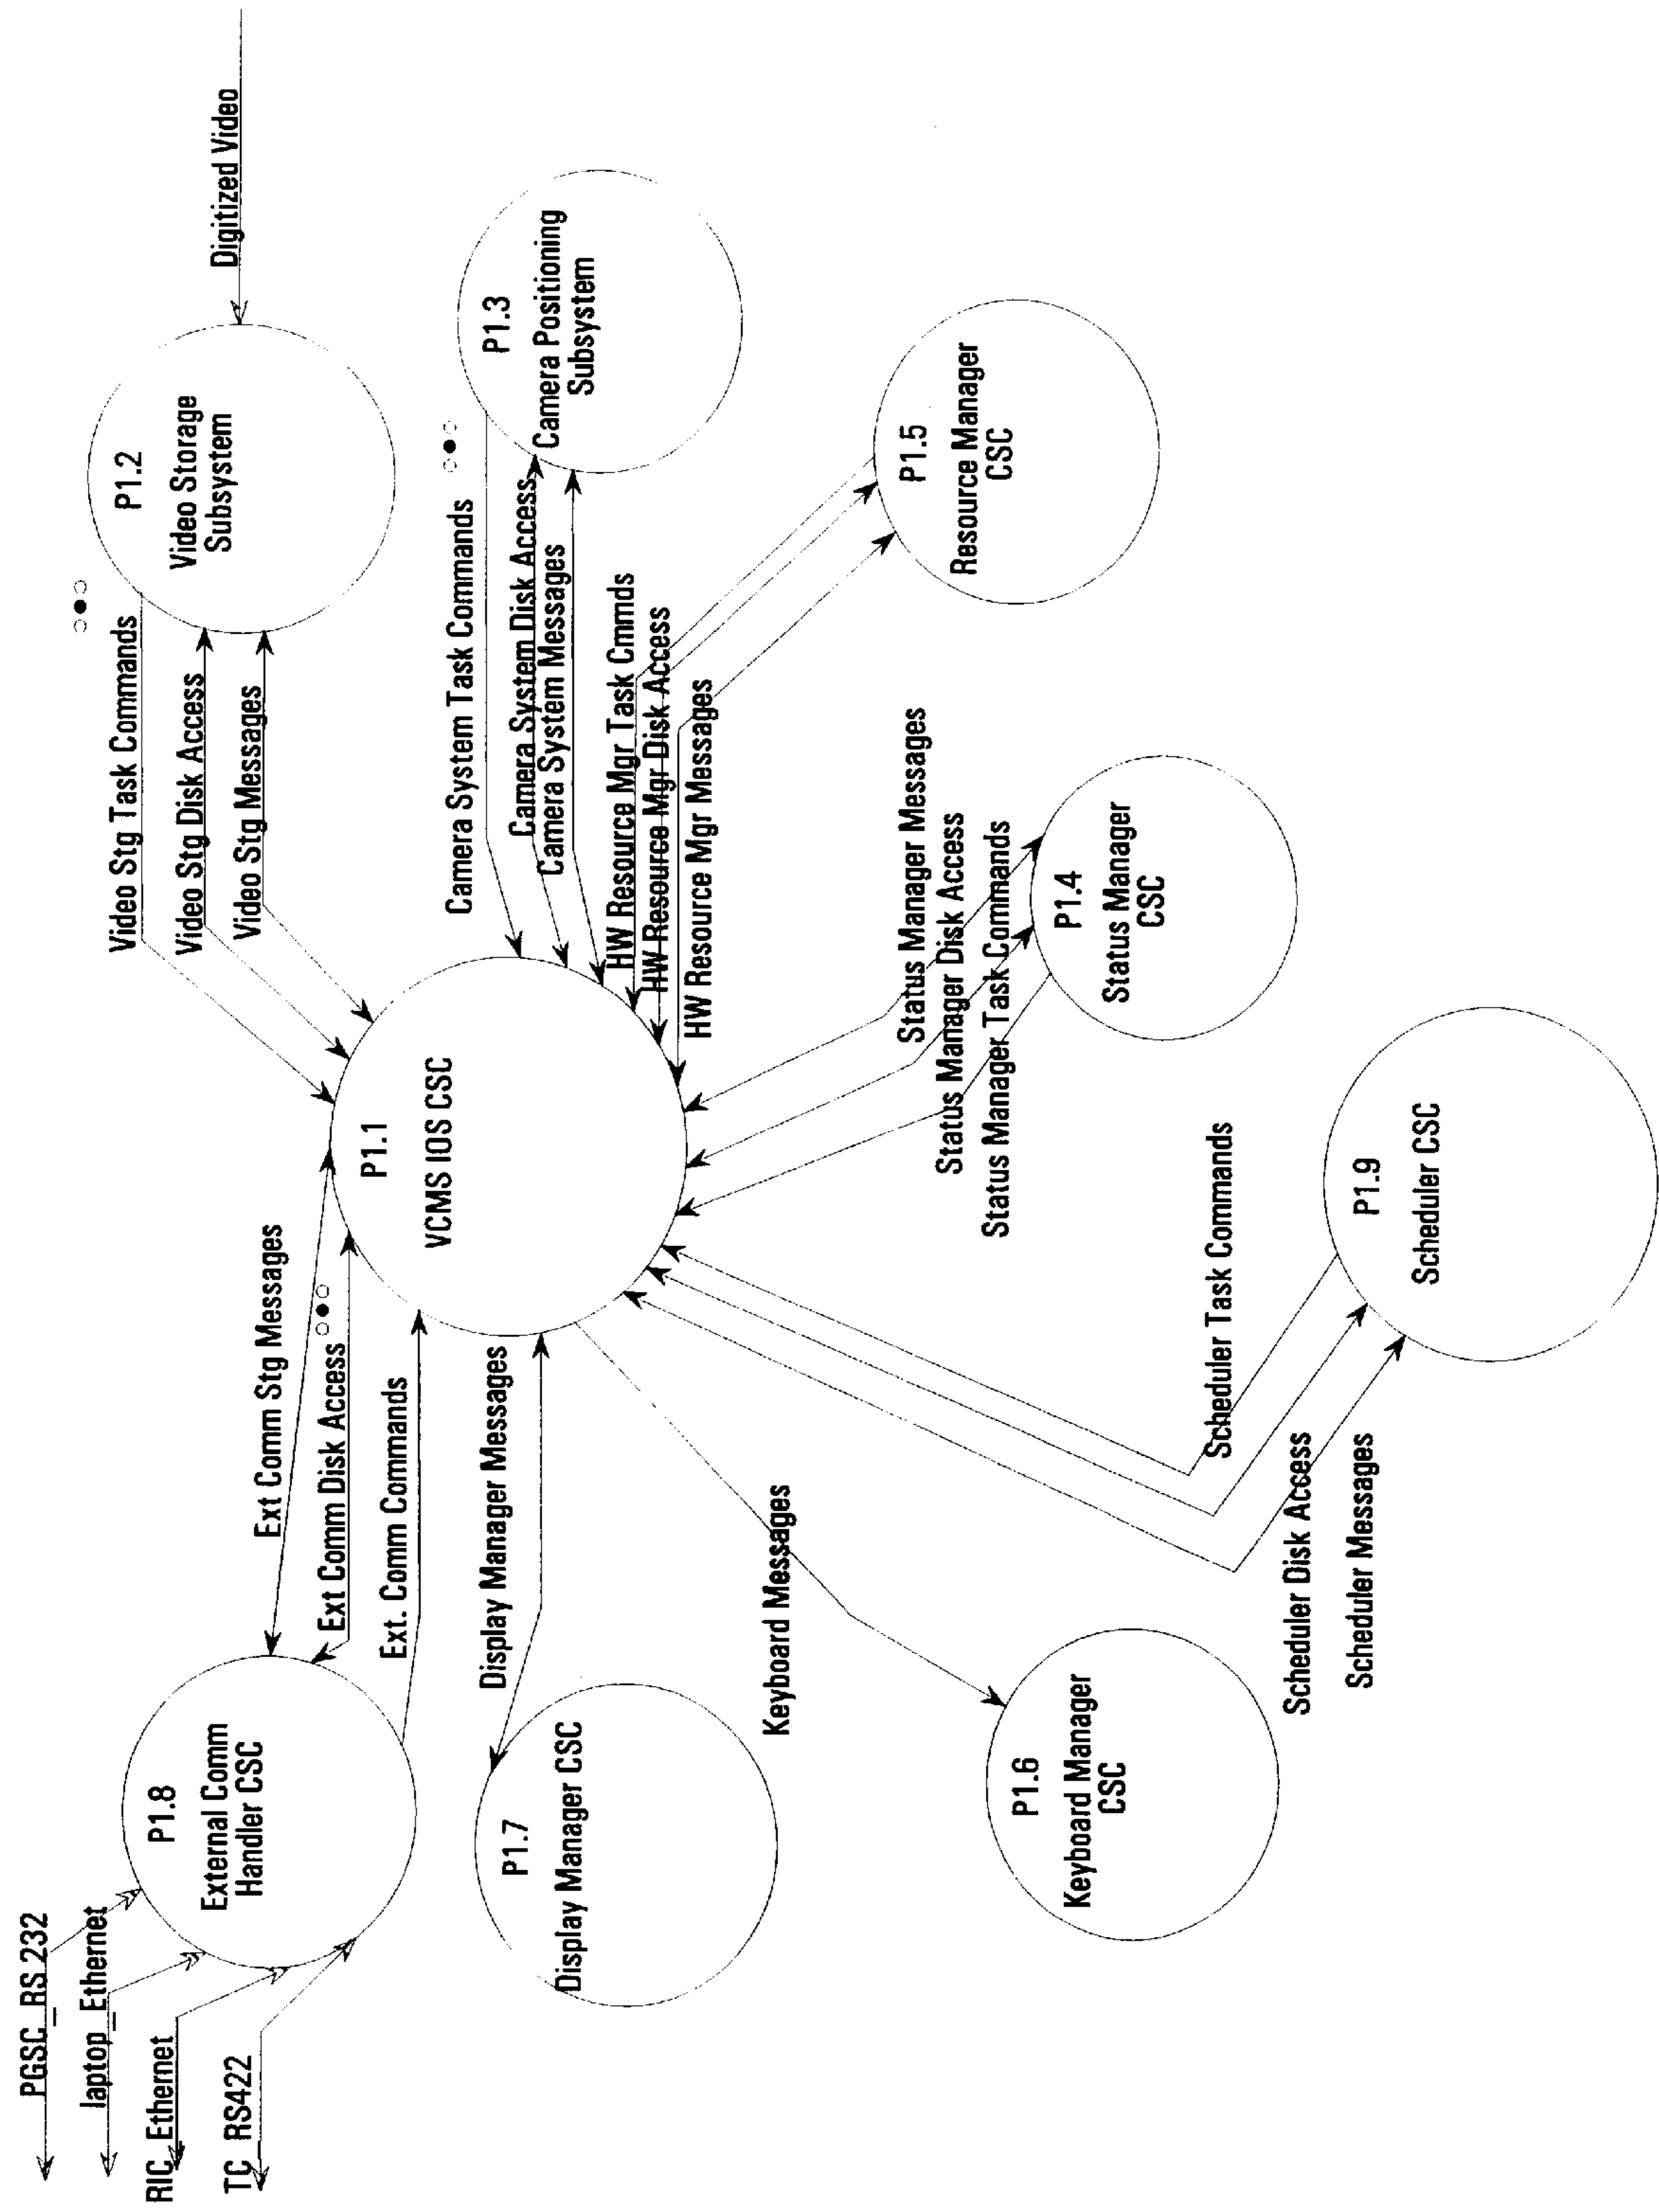 PGSC_RS 232
laptop_Ethernet
RIC_Ethernet
TC_RS422
P1.8
External Comm
Handler CSC
Ext Comm Stg Messages
Ext Comm Disk Access
Ext. Comm Commands
P1.7
Display Manager CSC
Display Manager Messages
P1.6
Keyboard Manager
CSC
Keyboard Messages
P1.1
VCMS IOS CSC
Video Stg Task Commands
Video Stg Disk Access
Video Stg Messages
P1.2
Video Storage
Subsystem
Digitized Video
Camera System Task Commands
Camera System Disk Access
Camera System Messages
P1.3
Camera Positioning
Subsystem
HW Resource Mgr Task Cmmds
HW Resource Mgr Disk Access
HW Resource Mgr Messages
P1.5
Resource Manager
CSC
Status Manager Messages
Status Manager Disk Access
Status Manager Task Commands
P1.4
Status Manager
CSC
Scheduler Task Commands
Scheduler Disk Access
Scheduler Messages
P1.9
Scheduler CSC